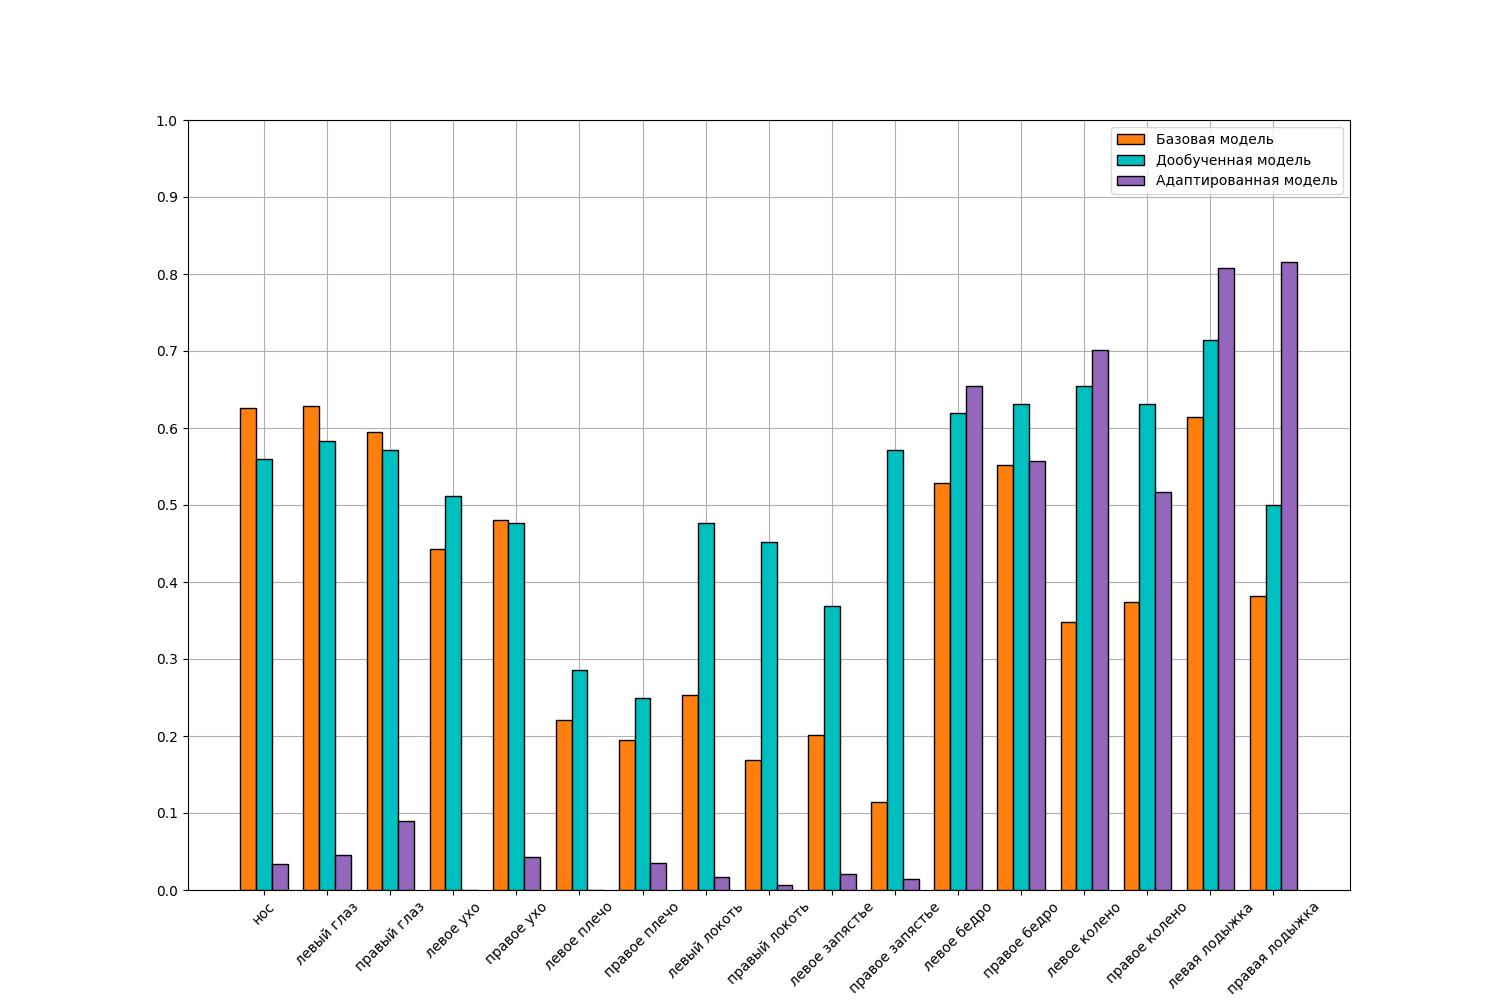 1.0
0.9
0.8
0.7
0.6
0.5
0.4
0.3
0.2
0.1
0.0
Базовая модель
Дообученная модель
Адаптированная модель
нос
левый глаз
правый глаз
левое ухо
правое ухо
левое плечо
правое плечо
левый локоть
правый локоть
левое запястье
правое запястье
левое бедро
правое бедро
левое колено
правое колено
левая лодыжка
правая лодыжка